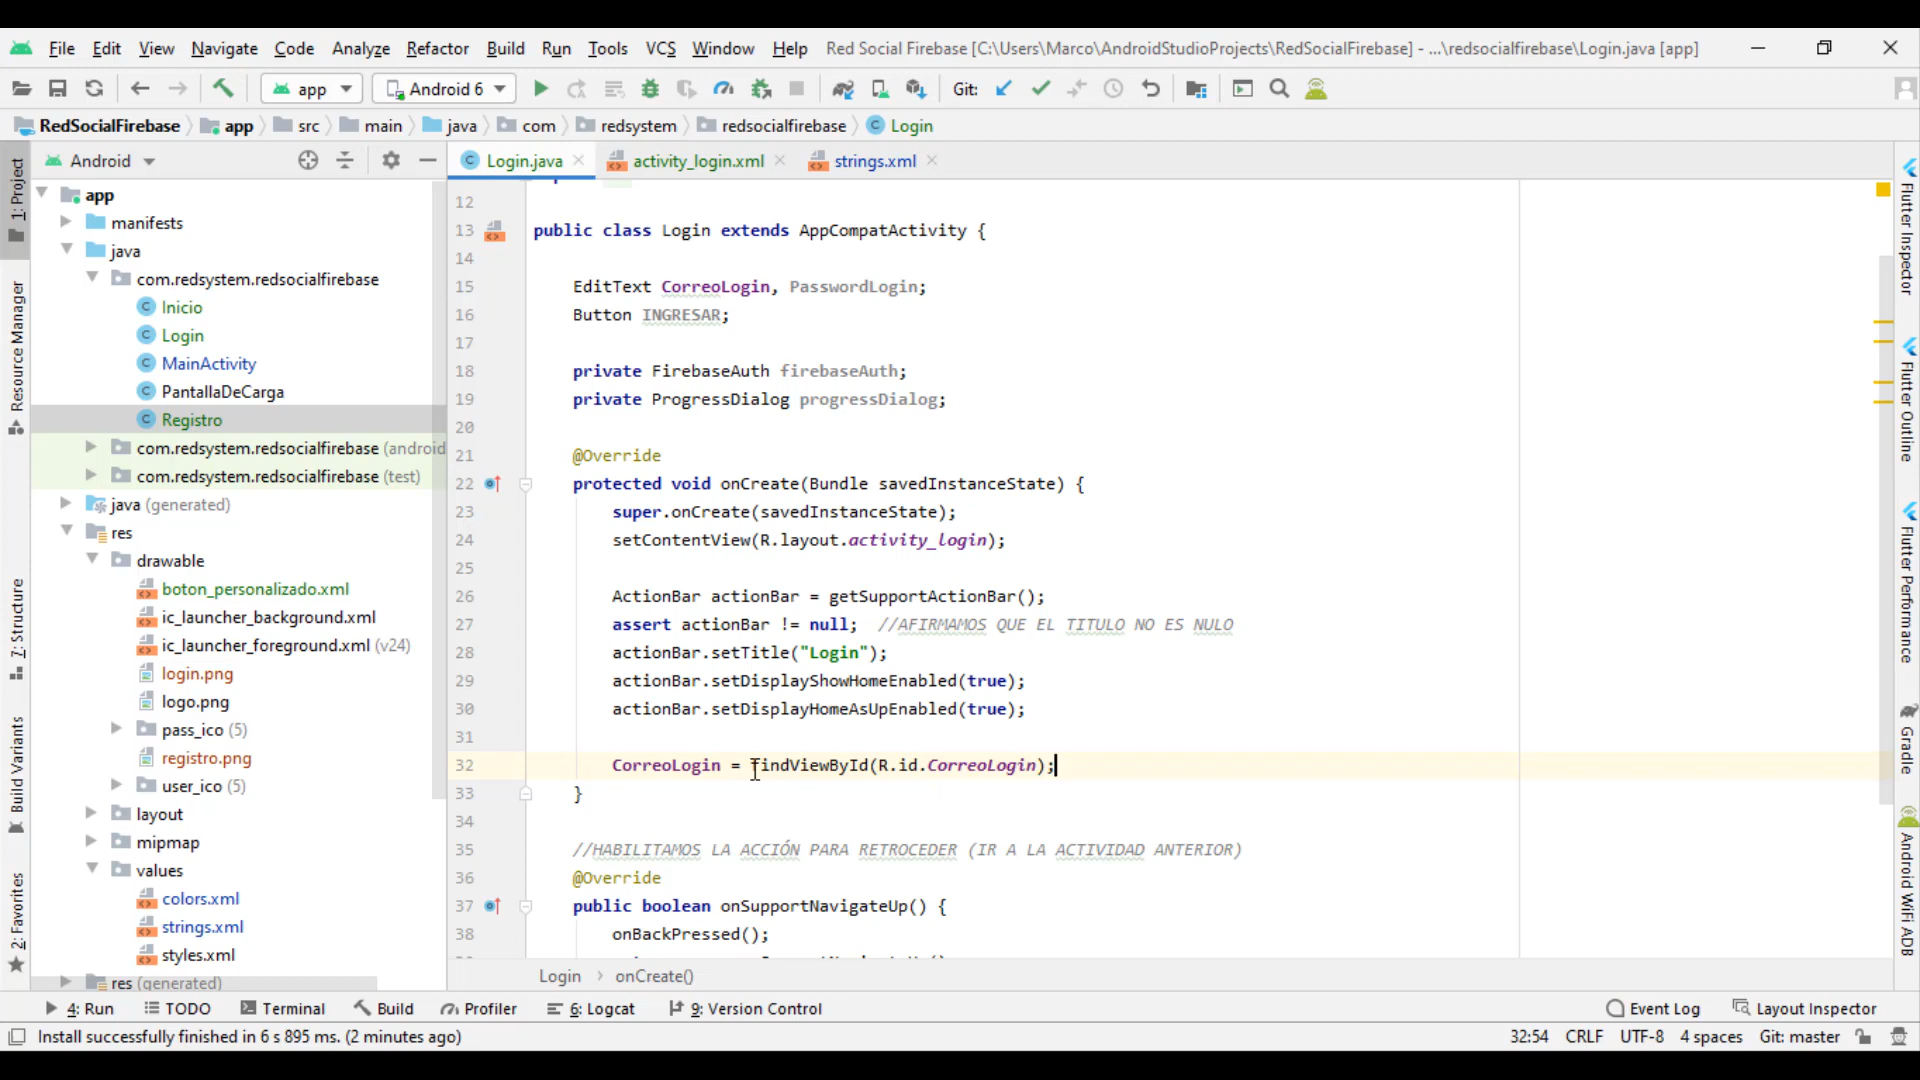 File Edit View Navigate Code Analyze Refactor Build Run Tools VCS Window Help Red Social Firebase [C:\Users\Marco\AndroidStudioProjects\RedSocialFirebase] - ...\redsocialfirebase\Login.java [app]
app Android 6 Git:
RedSocialFirebase app src main java com redsystem redsocialfirebase Login
Android
Login.java activity_login.xml strings.xml
1: Project
Resource Manager
7: Structure
Build Variants
2: Favorites
app
manifests
java
com.redsystem.redsocialfirebase
Inicio
Login
MainActivity
PantallaDeCarga
Registro
com.redsystem.redsocialfirebase (android
com.redsystem.redsocialfirebase (test)
java (generated)
res
drawable
boton_personalizado.xml
ic_launcher_background.xml
ic_launcher_foreground.xml (v24)
login.png
logo.png
pass_ico (5)
registro.png
user_ico (5)
layout
mipmap
values
colors.xml
strings.xml
styles.xml
res (generated)
12
13 public class Login extends AppCompatActivity {
14
15 EditText CorreoLogin, PasswordLogin;
16 Button INGRESAR;
17
18 private FirebaseAuth firebaseAuth;
19 private ProgressDialog progressDialog;
20
21 @Override
22 protected void onCreate(Bundle savedInstanceState) {
23 super.onCreate(savedInstanceState);
24 setContentView(R.layout.activity_login);
25
26 ActionBar actionBar = getSupportActionBar();
27 assert actionBar != null; //AFIRMAMOS QUE EL TITULO NO ES NULO
28 actionBar.setTitle("Login");
29 actionBar.setDisplayShowHomeEnabled(true);
30 actionBar.setDisplayHomeAsUpEnabled(true);
31
32 CorreoLogin = findViewById(R.id.CorreoLogin);
33 }
34
35 //HABILITAMOS LA ACCIÓN PARA RETROCEDER (IR A LA ACTIVIDAD ANTERIOR)
36 @Override
37 public boolean onSupportNavigateUp() {
38 onBackPressed();
Login onCreate()
Flutter Inspector
Flutter Outline
Flutter Performance
Gradle
Android WiFi ADB
4: Run TODO Terminal Build Profiler 6: Logcat 9: Version Control Event Log Layout Inspector
Install successfully finished in 6 s 895 ms. (2 minutes ago) 32:54 CRLF UTF-8 4 spaces Git: master